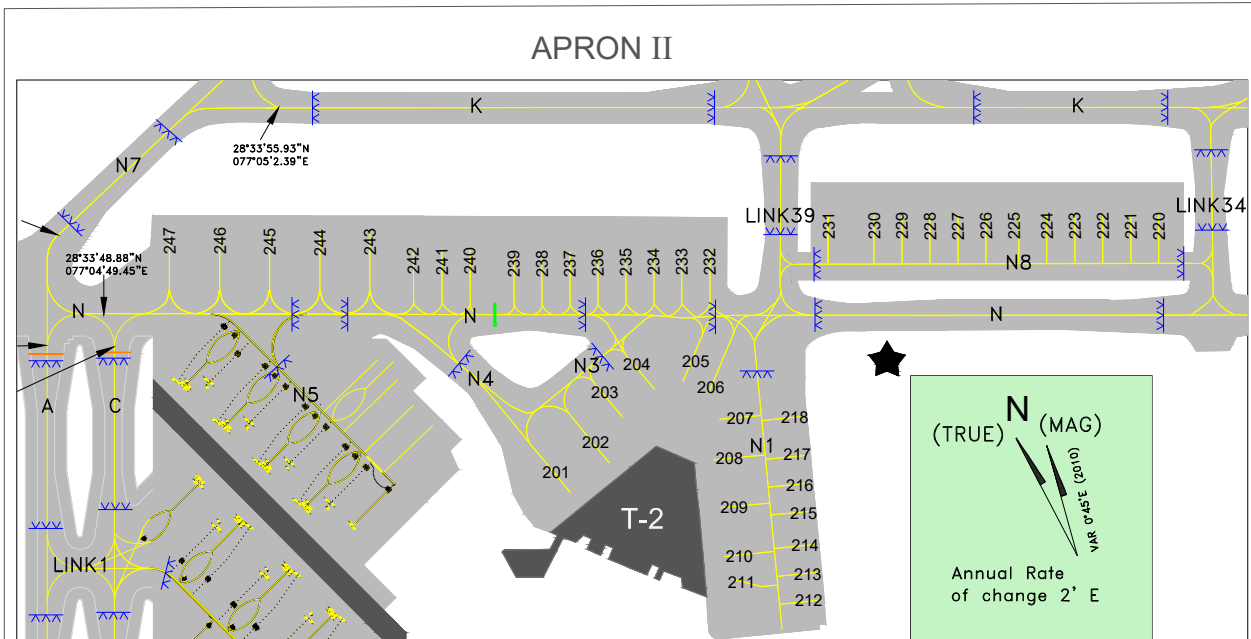 APRON II
K
K
28°33'55.93"N
077°05'2.39"E
N7
LINK39
LINK34
231
230
229
228
227
226
225
224
223
222
221
220
N8
247
246
245
244
243
242
241
240
239
238
237
236
235
234
233
232
28°33'48.88"N
077°04'49.45"E
N
N
N
A
C
N5
N4
N3
204
205
206
203
202
201
207
218
N1
208
217
216
209
215
210
214
211
213
212
T-2
LINK1
N
(TRUE)
(MAG)
VAR 0°45'E (2010)
Annual Rate
of change 2' E